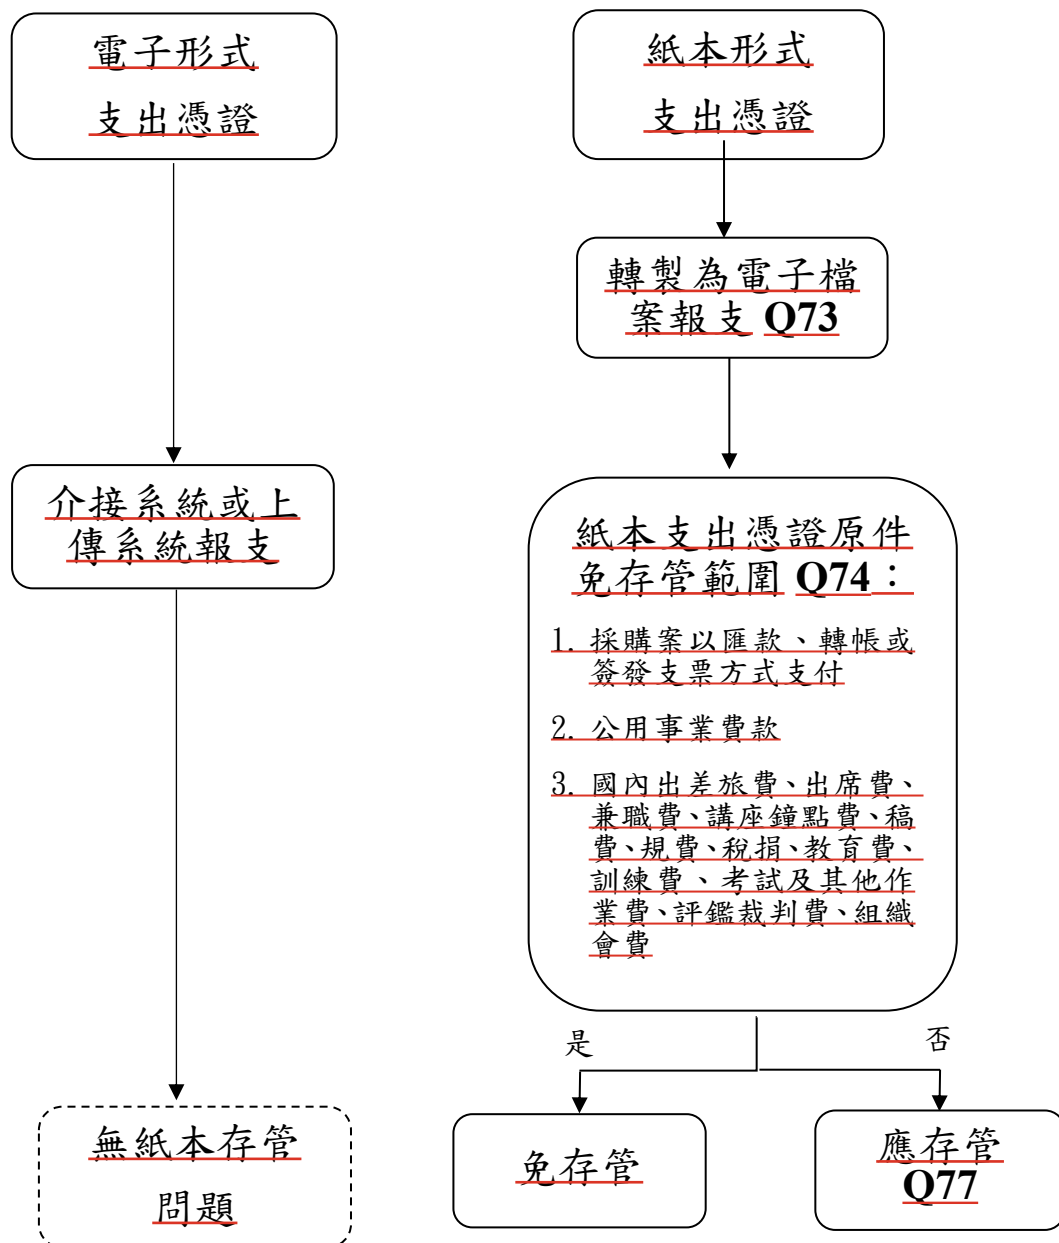 電子形式
支出憑證
紙本形式
支出憑證
轉製為電子檔
案報支 Q73
介接系統或上
傳系統報支
紙本支出憑證原件
免存管範圍 Q74：
1. 採購案以匯款、轉帳或
簽發支票方式支付
2. 公用事業費款
3. 國內出差旅費、出席費、
兼職費、講座鐘點費、稿
費、規費、稅捐、教育費、
訓練費、考試及其他作
業費、評鑑裁判費、組織
會費
是
否
無紙本存管
問題
免存管
應存管
Q77